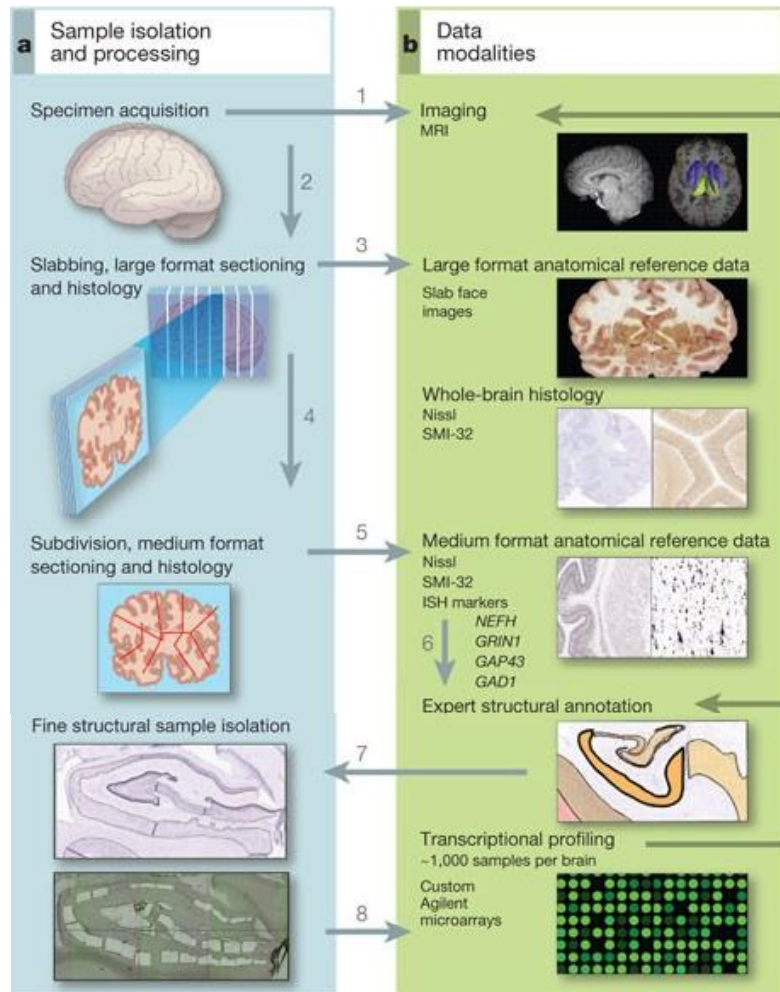 a
Sample isolation
and processing
b
Data
modalities
Specimen acquisition
1
Imaging
MRI
2
Slabbing, large format sectioning
and histology
3
Large format anatomical reference data
Slab face
images
4
Whole-brain histology
Nissl
SMI-32
Subdivision, medium format
sectioning and histology
5
Medium format anatomical reference data
Nissl
SMI-32
ISH markers
NEFH
GRIN1
GAP43
GAD1
6
Expert structural annotation
Fine structural sample isolation
7
Transcriptional profiling
~1,000 samples per brain
Custom
Agilent
microarrays
8